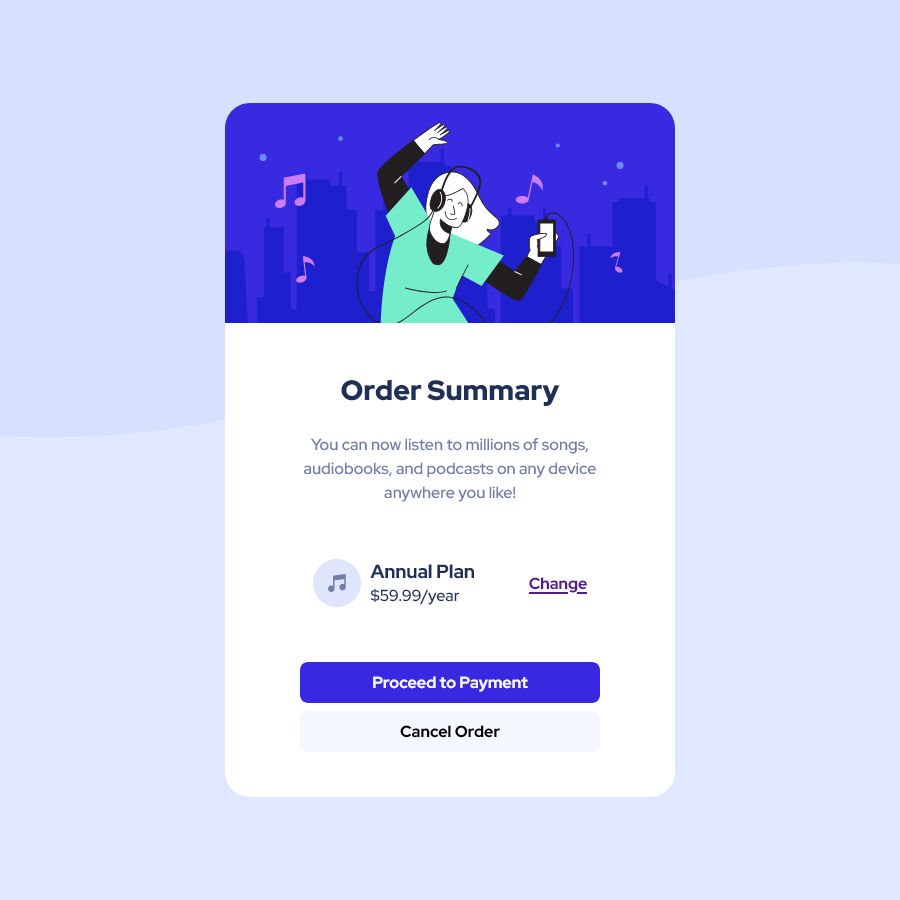 Order Summary
You can now listen to millions of songs,
audiobooks, and podcasts on any device
anywhere you like!
Annual Plan
$59.99/year
Change
Proceed to Payment
Cancel Order